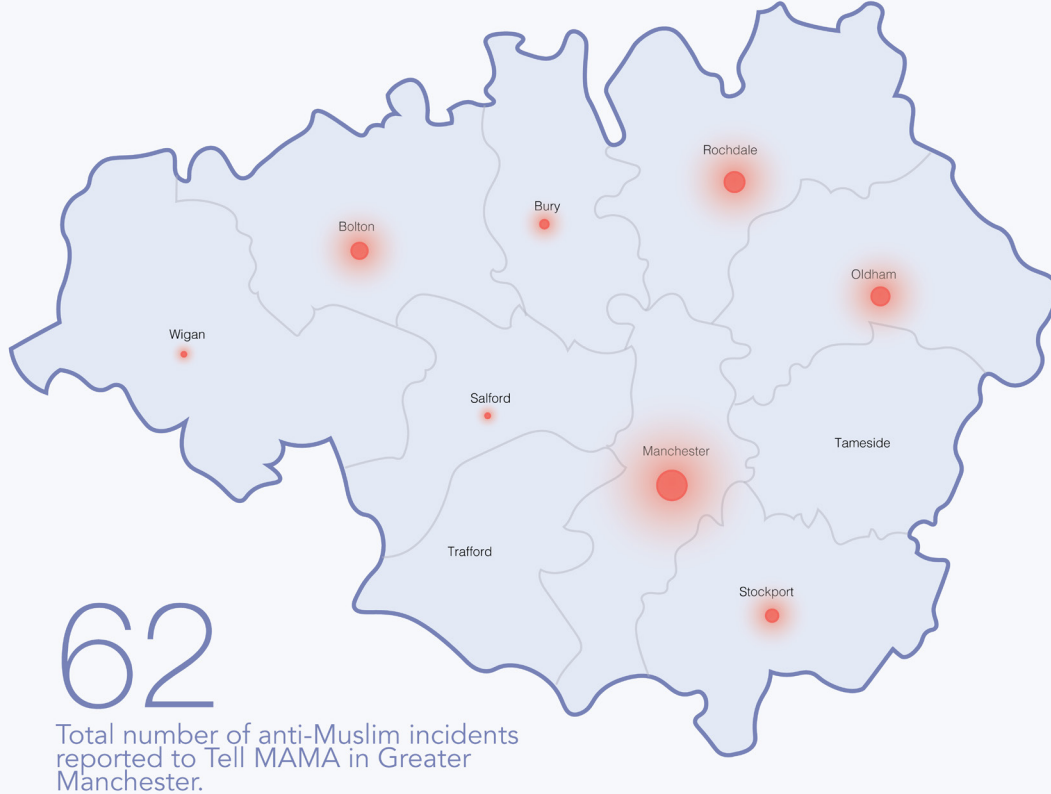 Rochdale
Bury
Bolton
Oldham
Wigan
Salford
Tameside
Manchester
Trafford
Stockport
62
Total number of anti-Muslim incidents
reported to Tell MAMA in Greater
Manchester.